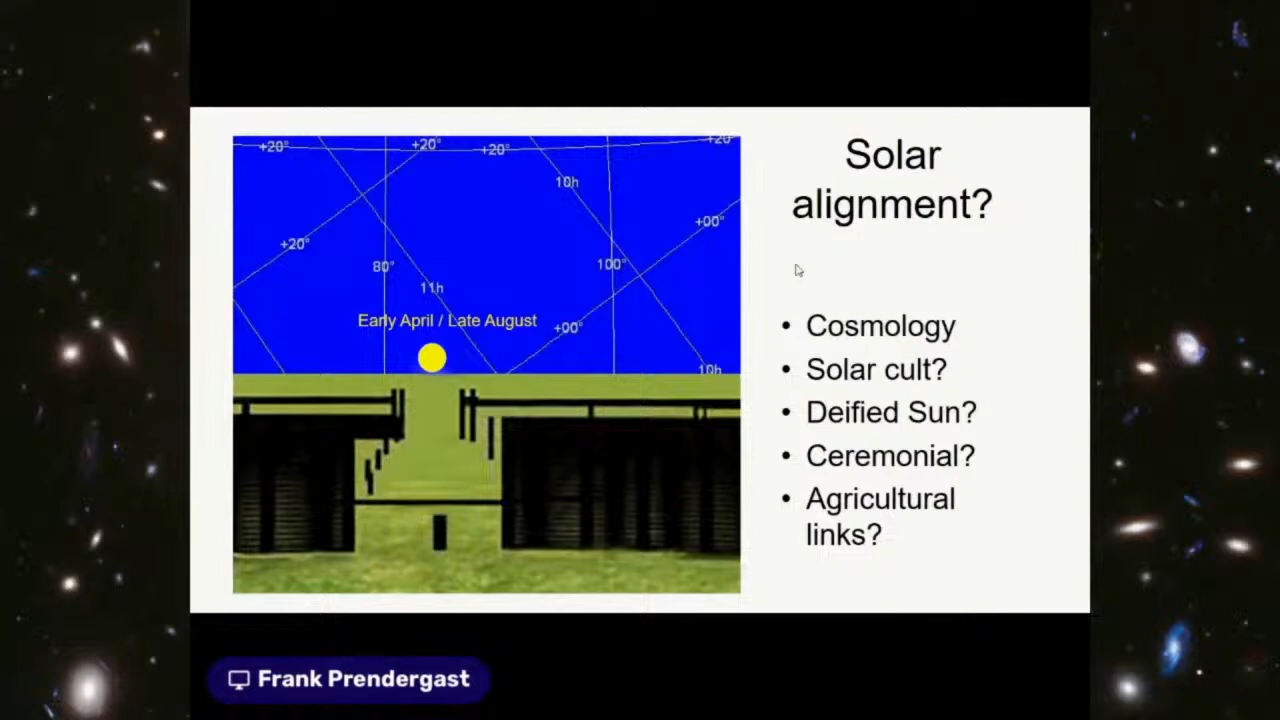 Solar
alignment?
+20° +20° +20° +20°
10h
+00°
+20°
80° 100°
11h
Early April / Late August +00°
10h
• Cosmology
• Solar cult?
• Deified Sun?
• Ceremonial?
• Agricultural
links?
Frank Prendergast